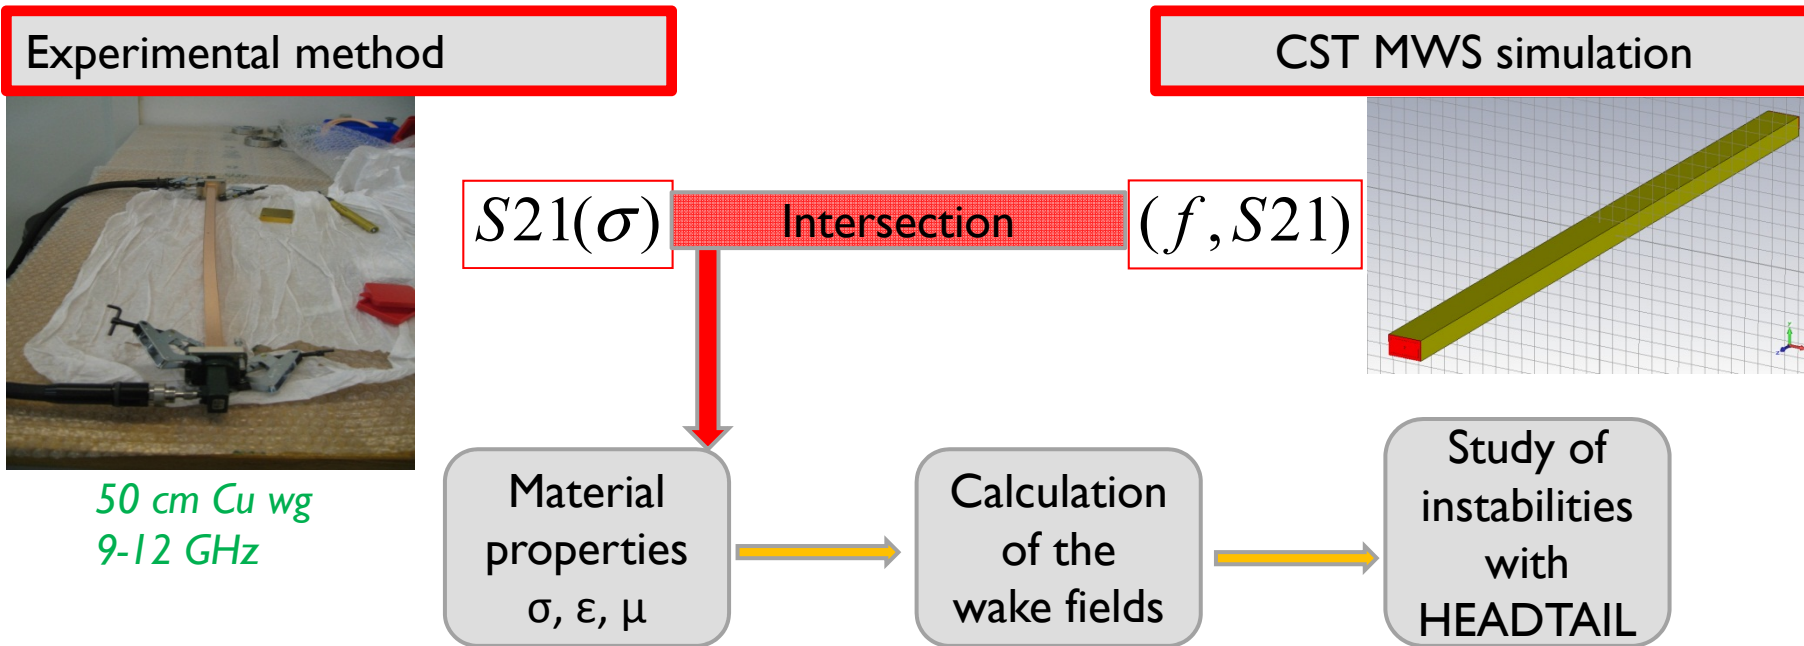 Experimental method
CST MWS simulation
S21(σ)
Intersection
(f, S21)
50 cm Cu wg
9-12 GHz
Material
properties
σ, ε, μ
Calculation
of the
wake fields
Study of
instabilities
with
HEADTAIL